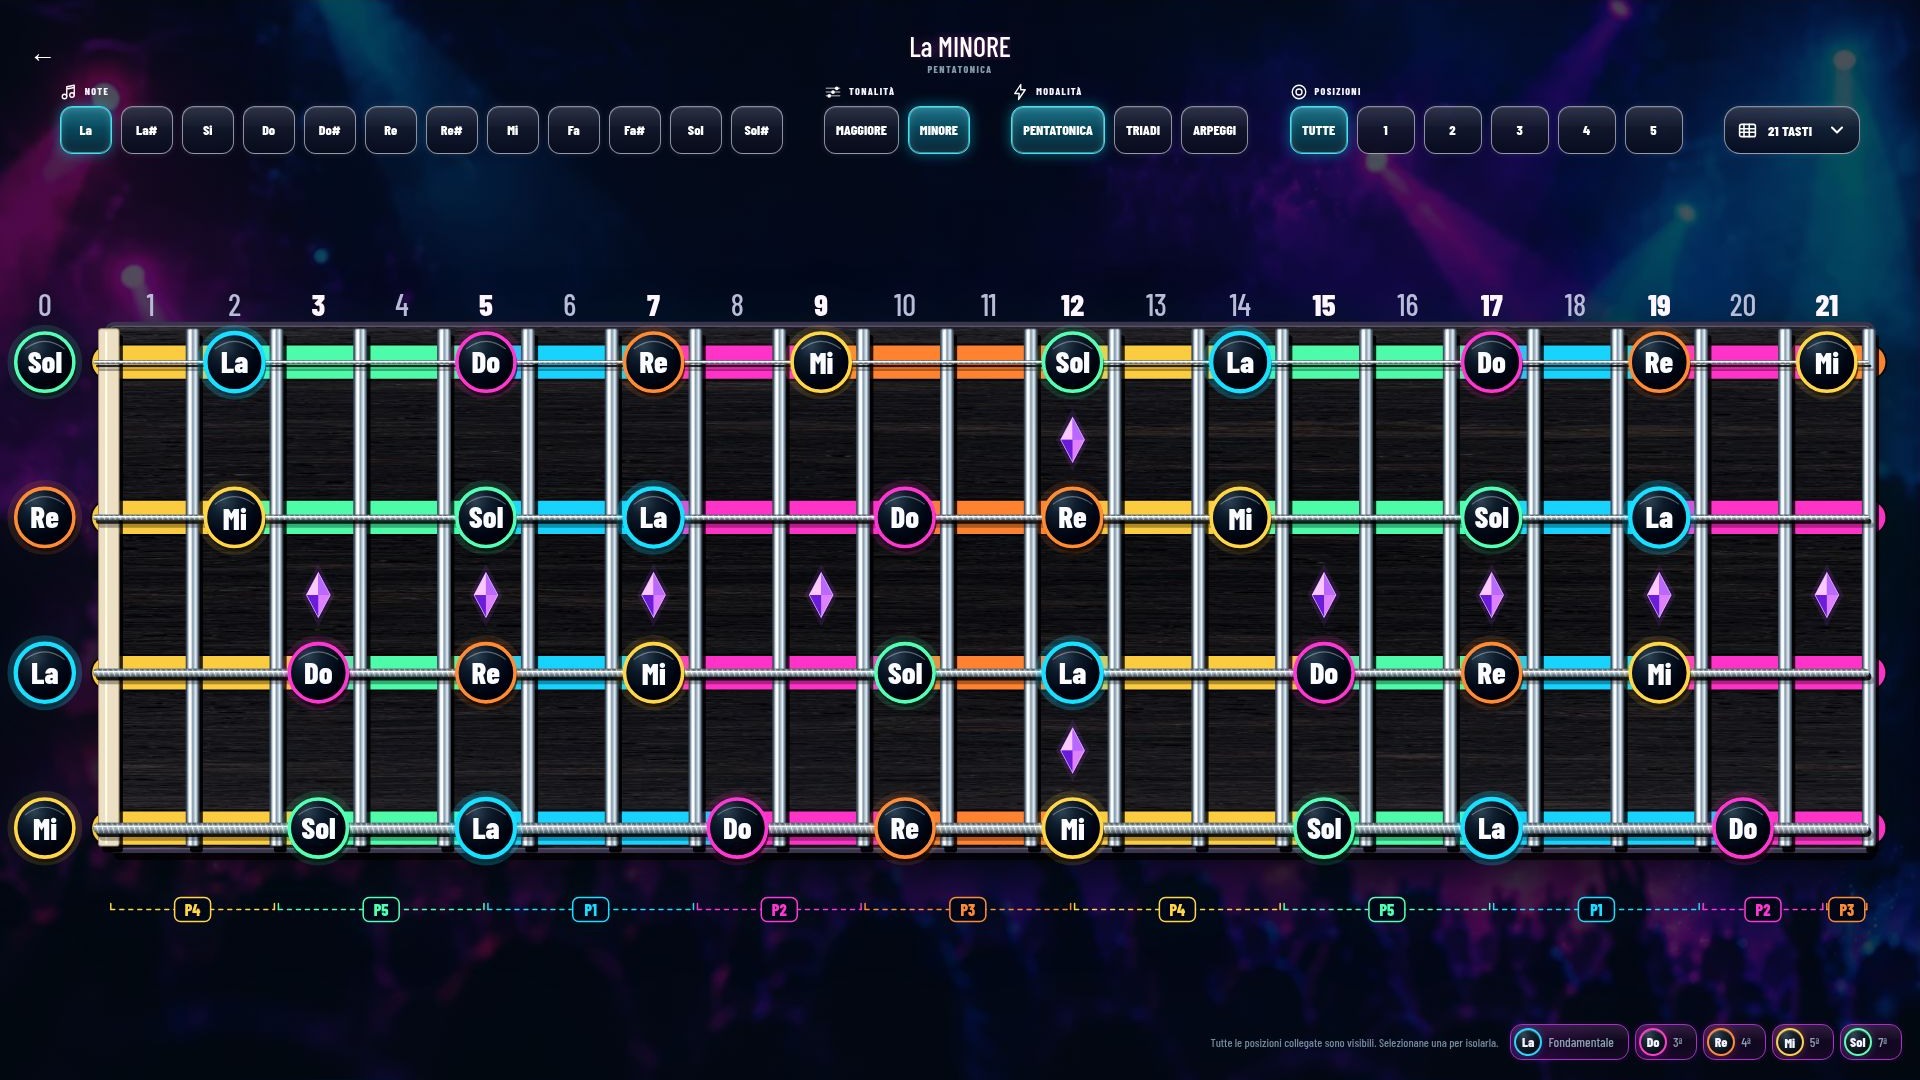 ←
La MINORE
PENTATONICA
NOTE
TONALITÀ
MODALITÀ
POSIZIONI
La La# Si Do Do# Re Re# Mi Fa Fa# Sol Sol# MAGGIORE MINORE PENTATONICA TRIADI ARPEGGI TUTTE 1 2 3 4 5 21 TASTI
0 1 2 3 4 5 6 7 8 9 10 11 12 13 14 15 16 17 18 19 20 21
Sol La Do Re Mi Sol La Do Re Mi
Re Mi Sol La Do Re Mi Sol La
La Do Re Mi Sol La Do Re Mi
Mi Sol La Do Re Mi Sol La Do
P4 P5 P1 P2 P3 P4 P5 P1 P2 P3
Tutte le posizioni collegate sono visibili. Selezionane una per isolarla. La Fondamentale Do 3ª Re 4ª Mi 5ª Sol 7ª